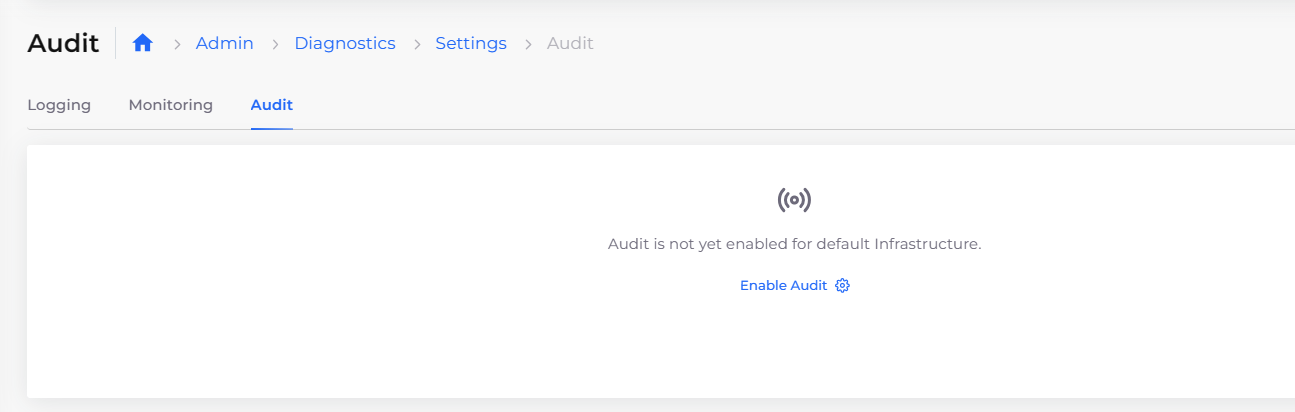 Audit Admin Diagnostics Settings Audit
Logging Monitoring Audit
Audit is not yet enabled for default Infrastructure.
Enable Audit